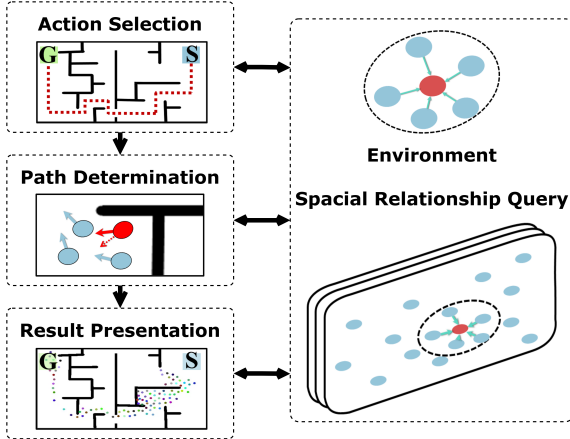 Action Selection
G S
Path Determination
Result Presentation
G S
Environment
Spacial Relationship Query